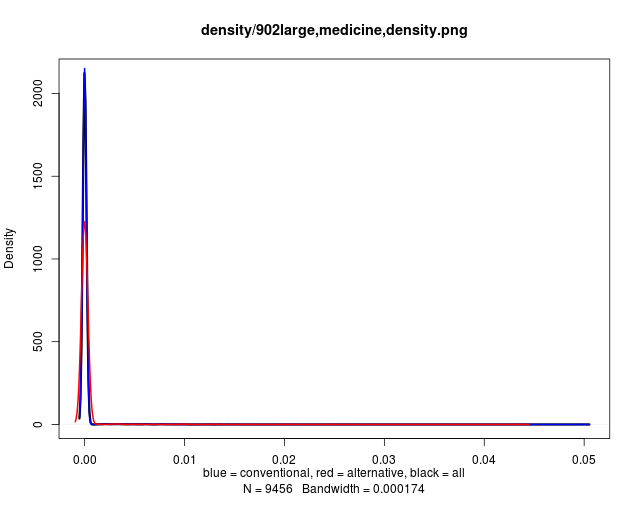 density/902large,medicine,density.png
Density
2000
1500
1000
500
0
0.00 0.01 0.02 0.03 0.04 0.05
blue = conventional, red = alternative, black = all
N = 9456 Bandwidth = 0.000174